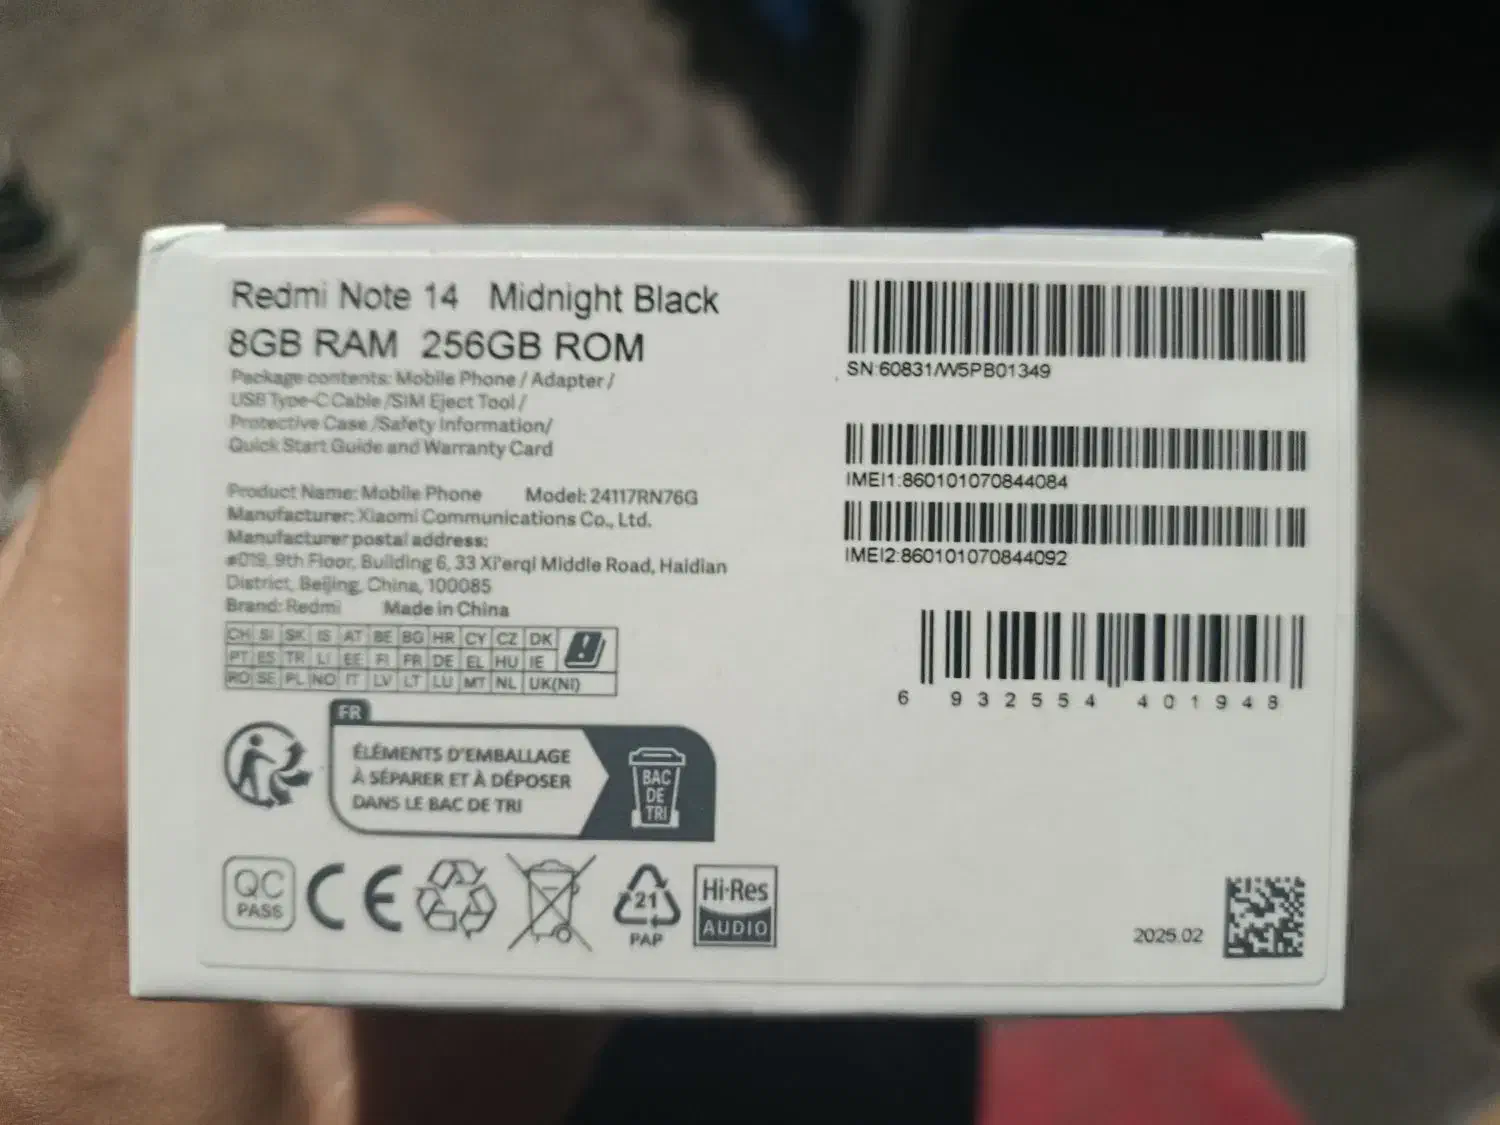 Redmi Note 14 Midnight Black
8GB RAM 256GB ROM
Package contents: Mobile Phone / Adapter /
USB Type-C Cable /SIM Eject Tool /
Protective Case /Safety Information/
Quick Start Guide and Warranty Card
Product Name: Mobile Phone Model: 24117RN76G
Manufacturer: Xiaomi Communications Co., Ltd.
Manufacturer postal address:
#019, 9th Floor, Building 6, 33 Xi'erqi Middle Road, Haidian
District, Beijing, China, 100085
Brand: Redmi Made in China
CH SI SK IS AT BE BG HR CY CZ DK
PT ES TR LI EE FI FR DE EL HU IE
RO SE PL NO IT LV LT LU MT NL UK(NI)
FR
ÉLÉMENTS D'EMBALLAGE
À SÉPARER ET À DÉPOSER
DANS LE BAC DE TRI
BAC
DE
TRI
QC
PASS
CE
21
PAP
Hi-Res
AUDIO
SN:60831/W5PB01349
IMEI1:860101070844084
IMEI2:860101070844092
6 932554 401948
2025.02